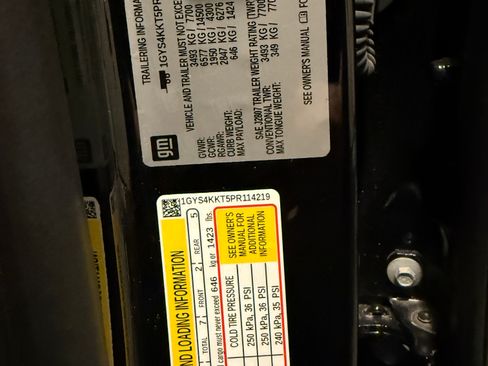 TRAILERING INFORMA
1GYS4KKT5PR
VEHICLE AND TRAILER MUST NOT EXCE
GVWR: 3493 KG / 7700
GCWR: 6577 KG / 14500
RGAWR: 1950 KG / 4300
CURB WEIGHT: 2847 KG / 6276
MAX PAYLOAD: 646 KG / 1424
SAE J2807 TRAILER WEIGHT RATING (TWR)
CONVENTIONAL TWR: 3493 KG / 770
MAX TONGUE WEIGHT: 349 KG / 77
SEE OWNER'S MANUAL FO
gm
1GYS4KKT5PR114219
ND LOADING INFORMATION
TOTAL 7 FRONT 2 REAR 5
d cargo must never exceed 646 kg or 1423 lbs.
COLD TIRE PRESSURE
250 kPa, 36 PSI
250 kPa, 36 PSI
240 kPa, 35 PSI
SEE OWNER'S
MANUAL FOR
ADDITIONAL
INFORMATION